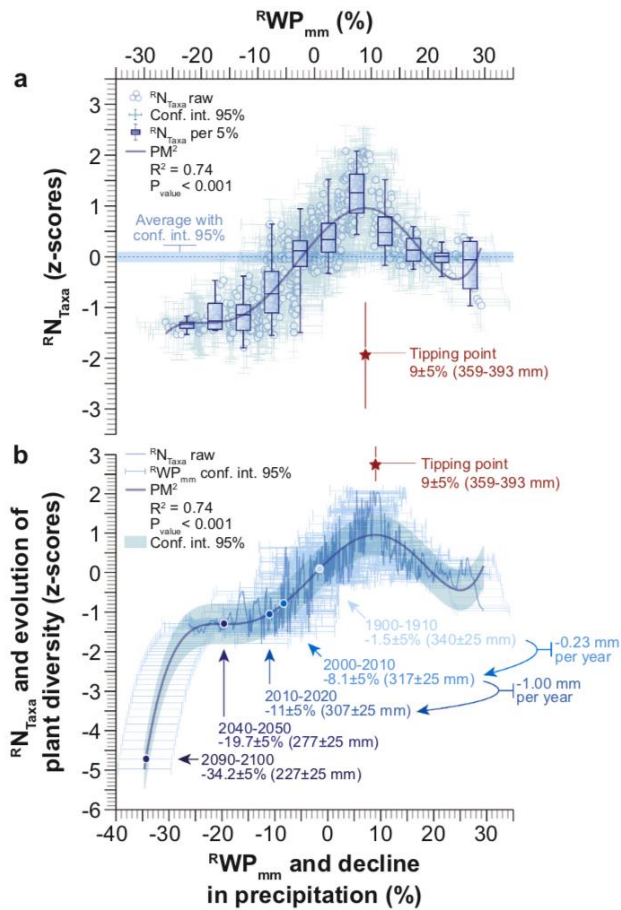 RWPmm (%)
-30 -20 -10 0 10 20 30
a
RNTaxa raw
Conf. int. 95%
RNTaxa per 5%
PM²
R² = 0.74
Pvalue < 0.001
Average with
conf. int. 95%
3
2
1
0
-1
-2
-3
RNTaxa (z-scores)
Tipping point
9±5% (359-393 mm)
b
RNTaxa raw
RWPmm conf. int. 95%
PM²
R² = 0.74
Pvalue < 0.001
Conf. int. 95%
Tipping point
9±5% (359-393 mm)
3
2
1
0
-1
-2
-3
-4
-5
-6
RNTaxa and evolution of
plant diversity (z-scores)
1900-1910
-1.5±5% (340±25 mm)
-0.23 mm
per year
2000-2010
-8.1±5% (317±25 mm)
2010-2020
-11±5% (307±25 mm)
-1.00 mm
per year
2040-2050
-19.7±5% (277±25 mm)
2090-2100
-34.2±5% (227±25 mm)
-40 -30 -20 -10 0 10 20 30
RWPmm and decline
in precipitation (%)